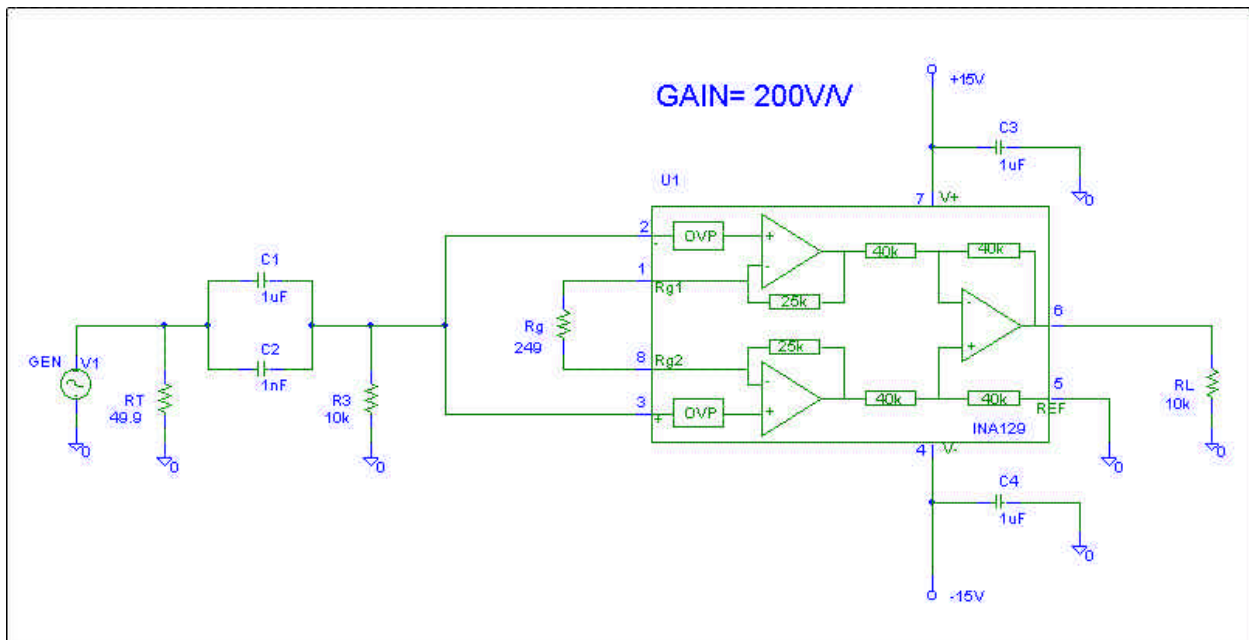 GAIN= 200V/V
+15V
C3
1uF
0
U1
7
V+
2
-
OVP
+
-
40k
40k
C1
1uF
1
Rg1
25k
Rg
249
-
+
6
GEN
V1
C2
1nF
8
Rg2
25k
-
+
5
REF
RT
49.9
R3
10k
3
+
OVP
40k
40k
RL
10k
INA129
4
V-
0
0
0
0
0
C4
1uF
0
-15V